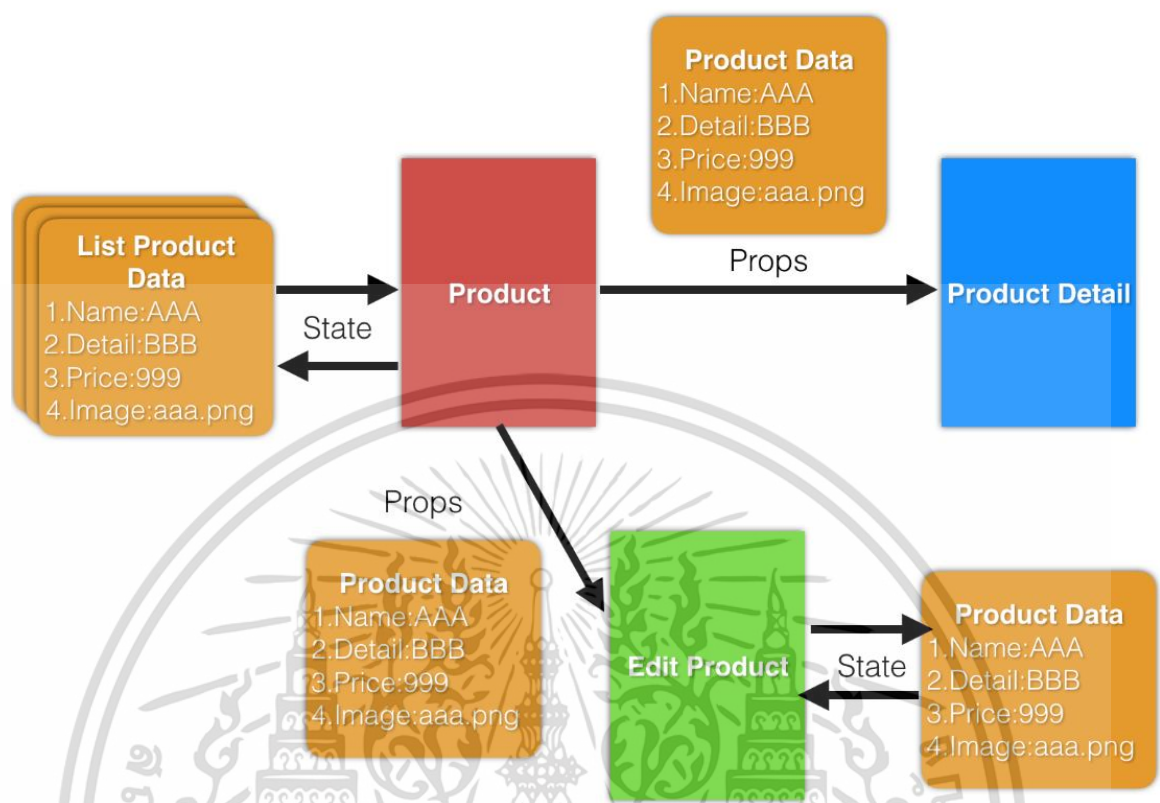 Product Data
1.Name:AAA
2.Detail:BBB
3.Price:999
4.Image:aaa.png
List Product
Data
1.Name:AAA
2.Detail:BBB
3.Price:999
4.Image:aaa.png
State
Product
Props
Product Detail
Props
Product Data
1.Name:AAA
2.Detail:BBB
3.Price:999
4.Image:aaa.png
Edit Product
State
Product Data
1.Name:AAA
2.Detail:BBB
3.Price:999
4.Image:aaa.png